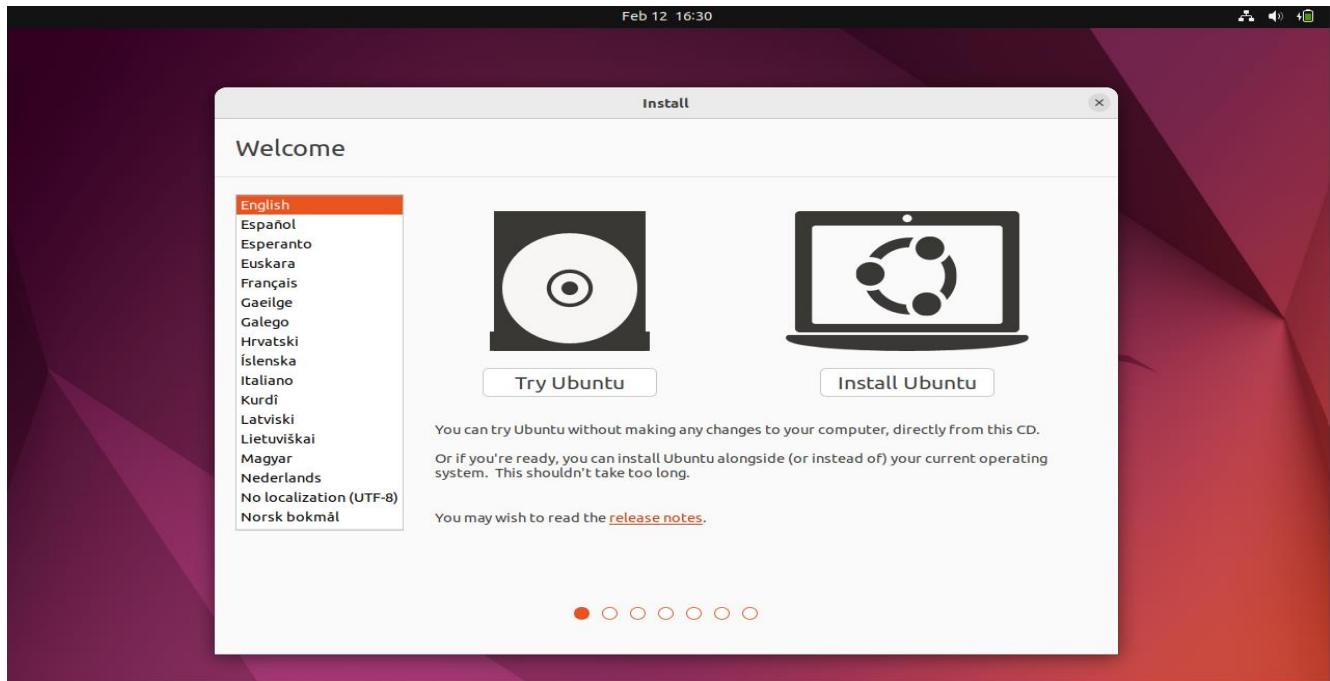 Feb 12 16:30
Install
Welcome
English
Español
Esperanto
Euskara
Français
Gaeilge
Galego
Hrvatski
Íslenska
Italiano
Kurdî
Latviski
Lietuviškai
Magyar
Nederlands
No localization (UTF-8)
Norsk bokmål
Try Ubuntu
Install Ubuntu
You can try Ubuntu without making any changes to your computer, directly from this CD.
Or if you're ready, you can install Ubuntu alongside (or instead of) your current operating
system. This shouldn't take too long.
You may wish to read the release notes.